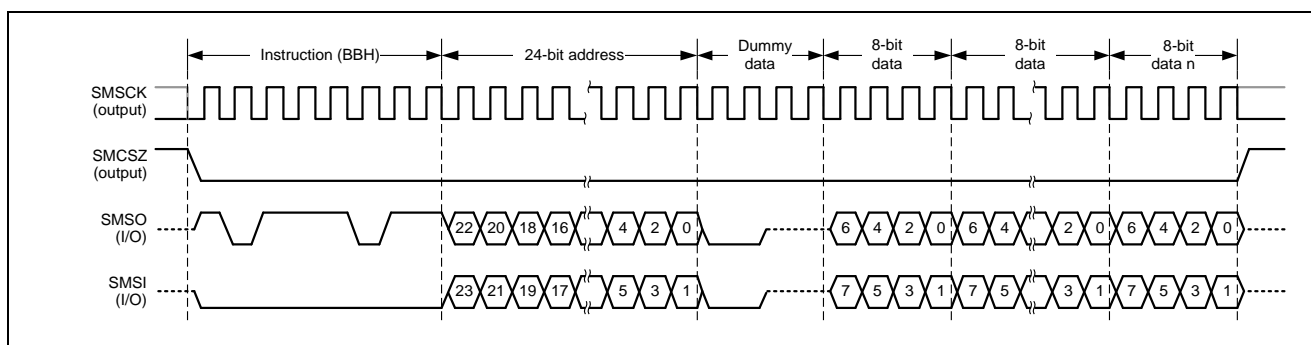 Instruction (BBH) 24-bit address Dummy data 8-bit data 8-bit data 8-bit data n
SMSCK (output)
SMCSZ (output)
SMSO (I/O) 22 20 18 16 4 2 0 6 4 2 0 6 4 2 0 6 4 2 0
SMSI (I/O) 23 21 19 17 5 3 1 7 5 3 1 7 5 3 1 7 5 3 1